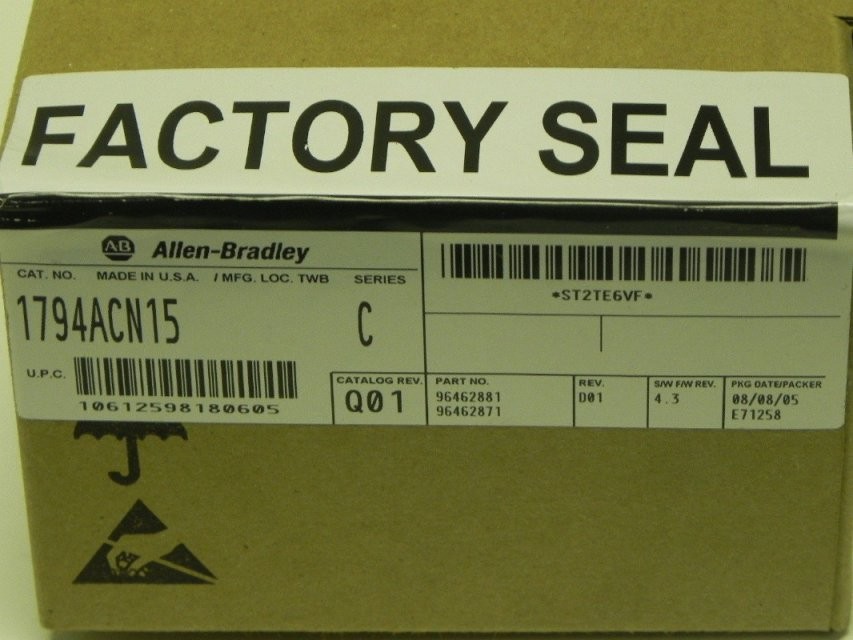 FACTORY SEAL
AB Allen-Bradley
CAT. NO. MADE IN U.S.A. / MFG. LOC. TWB SERIES
1794ACN15 C
U.P.C.
10612598180605
CATALOG REV.
Q01
*ST2TE6VF*
PART NO.
96462881
96462871
REV.
D01
S/W F/W REV.
4.3
PKG DATE/PACKER
08/08/05
E71258